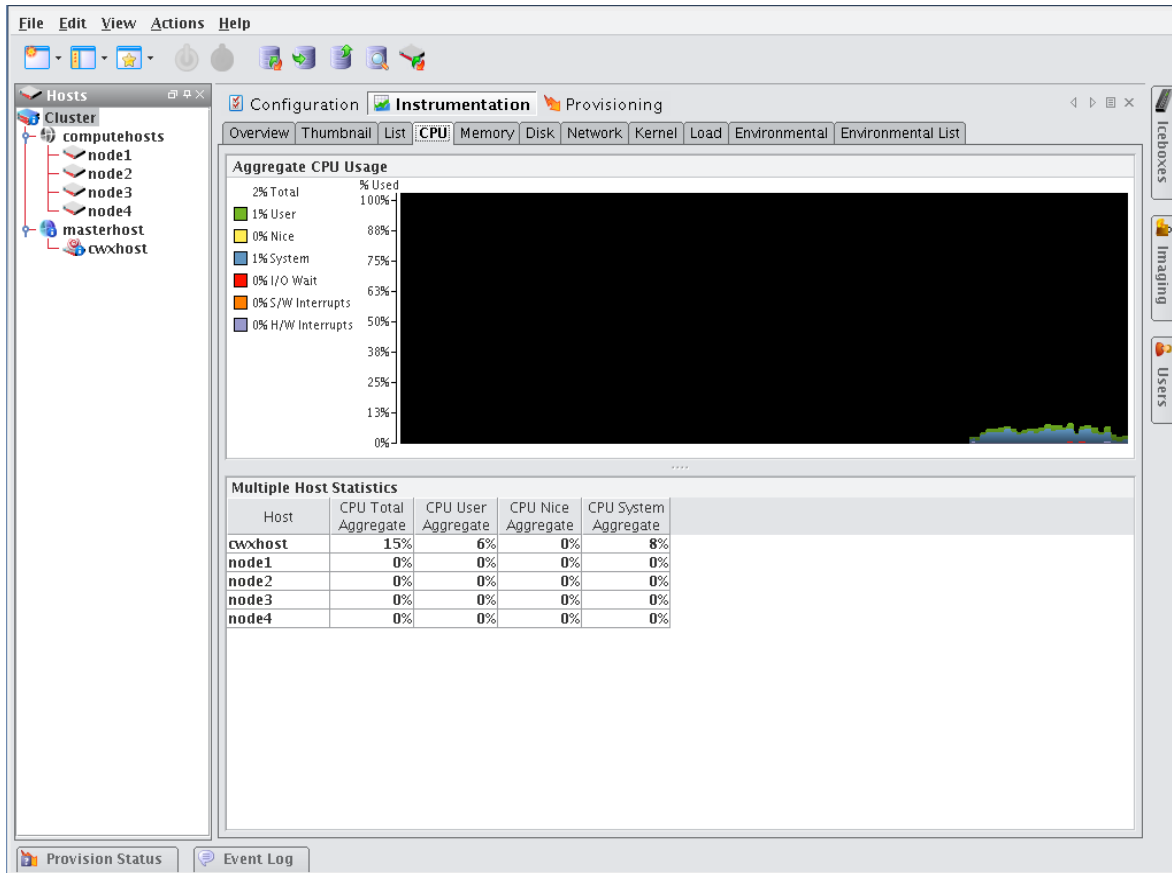 File Edit View Actions Help
Hosts
Cluster
computehosts
node1
node2
node3
node4
masterhost
cwxhost
Configuration Instrumentation Provisioning
Overview Thumbnail List CPU Memory Disk Network Kernel Load Environmental Environmental List
Aggregate CPU Usage
2% Total
1% User
0% Nice
1% System
0% I/O Wait
0% S/W Interrupts
0% H/W Interrupts
% Used
100%
88%
75%
63%
50%
38%
25%
13%
0%
Multiple Host Statistics
Host CPU Total Aggregate CPU User Aggregate CPU Nice Aggregate CPU System Aggregate
cwxhost 15% 6% 0% 8%
node1 0% 0% 0% 0%
node2 0% 0% 0% 0%
node3 0% 0% 0% 0%
node4 0% 0% 0% 0%
Iceboxes
Imaging
Users
Provision Status Event Log